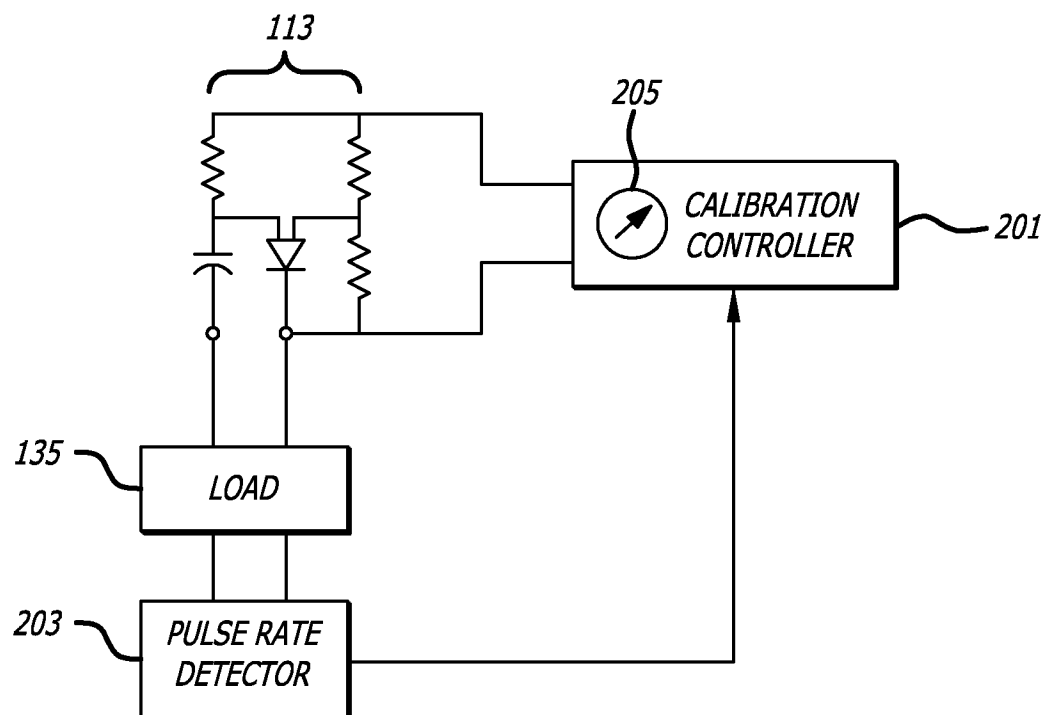 113
205
CALIBRATION
CONTROLLER
201
135
LOAD
203
PULSE RATE
DETECTOR